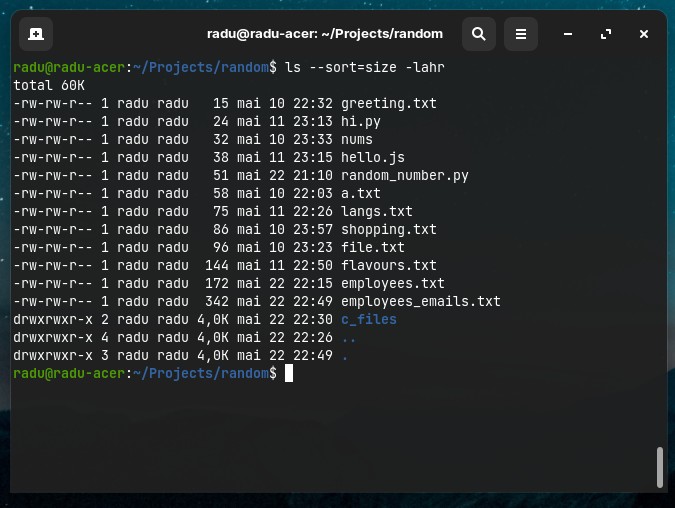 radu@radu-acer: ~/Projects/random
radu@radu-acer:~/Projects/random$ ls --sort=size -lahr
total 60K
-rw-rw-r-- 1 radu radu   15 mai 10 22:32 greeting.txt
-rw-rw-r-- 1 radu radu   24 mai 11 23:13 hi.py
-rw-rw-r-- 1 radu radu   32 mai 10 23:33 nums
-rw-rw-r-- 1 radu radu   38 mai 11 23:15 hello.js
-rw-rw-r-- 1 radu radu   51 mai 22 21:10 random_number.py
-rw-rw-r-- 1 radu radu   58 mai 10 22:03 a.txt
-rw-rw-r-- 1 radu radu   75 mai 11 22:26 langs.txt
-rw-rw-r-- 1 radu radu   86 mai 10 23:57 shopping.txt
-rw-rw-r-- 1 radu radu   96 mai 10 23:23 file.txt
-rw-rw-r-- 1 radu radu  144 mai 11 22:50 flavours.txt
-rw-rw-r-- 1 radu radu  172 mai 22 22:15 employees.txt
-rw-rw-r-- 1 radu radu  342 mai 22 22:49 employees_emails.txt
drwxrwxr-x 2 radu radu 4,0K mai 22 22:30 c_files
drwxrwxr-x 4 radu radu 4,0K mai 22 22:26 ..
drwxrwxr-x 3 radu radu 4,0K mai 22 22:49 .
radu@radu-acer:~/Projects/random$